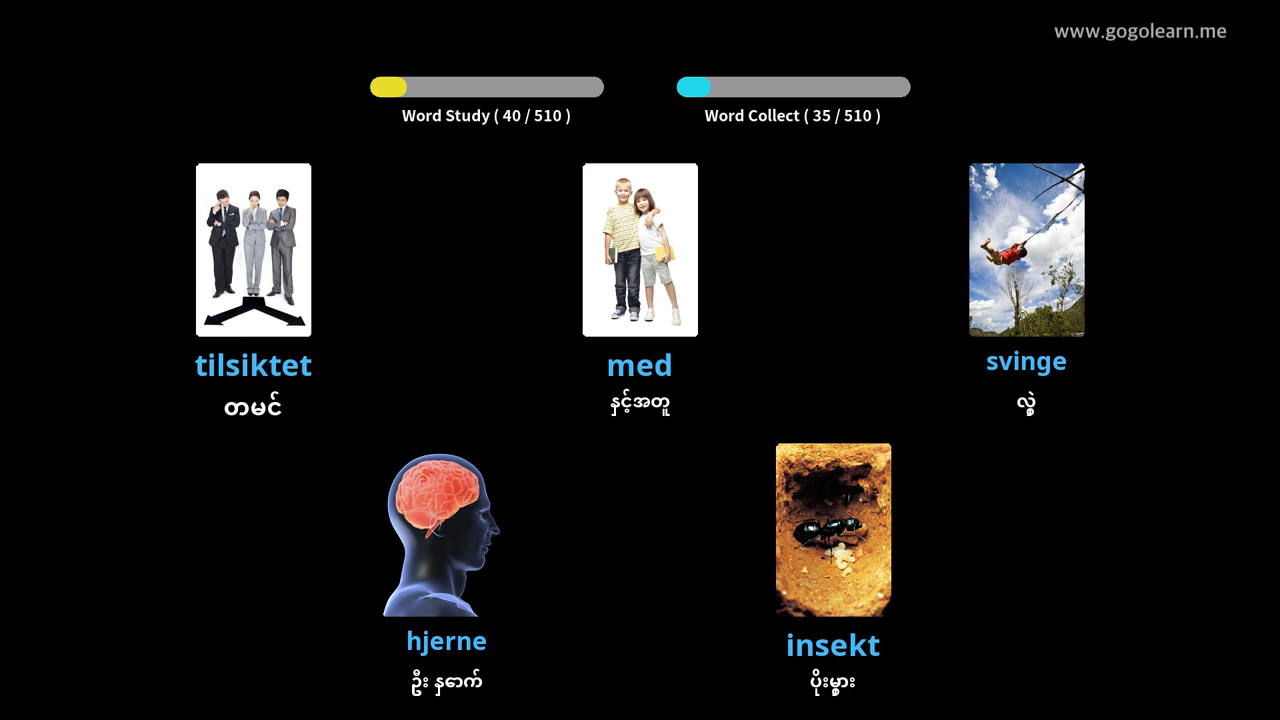 www.gogolearn.me
Word Study ( 40 / 510 )
Word Collect ( 35 / 510 )
tilsiktet
med
svinge
တမင်
နှင့်အတူ
လွှဲ
hjerne
insekt
ဦး နှောက်
ပိုးမွှား